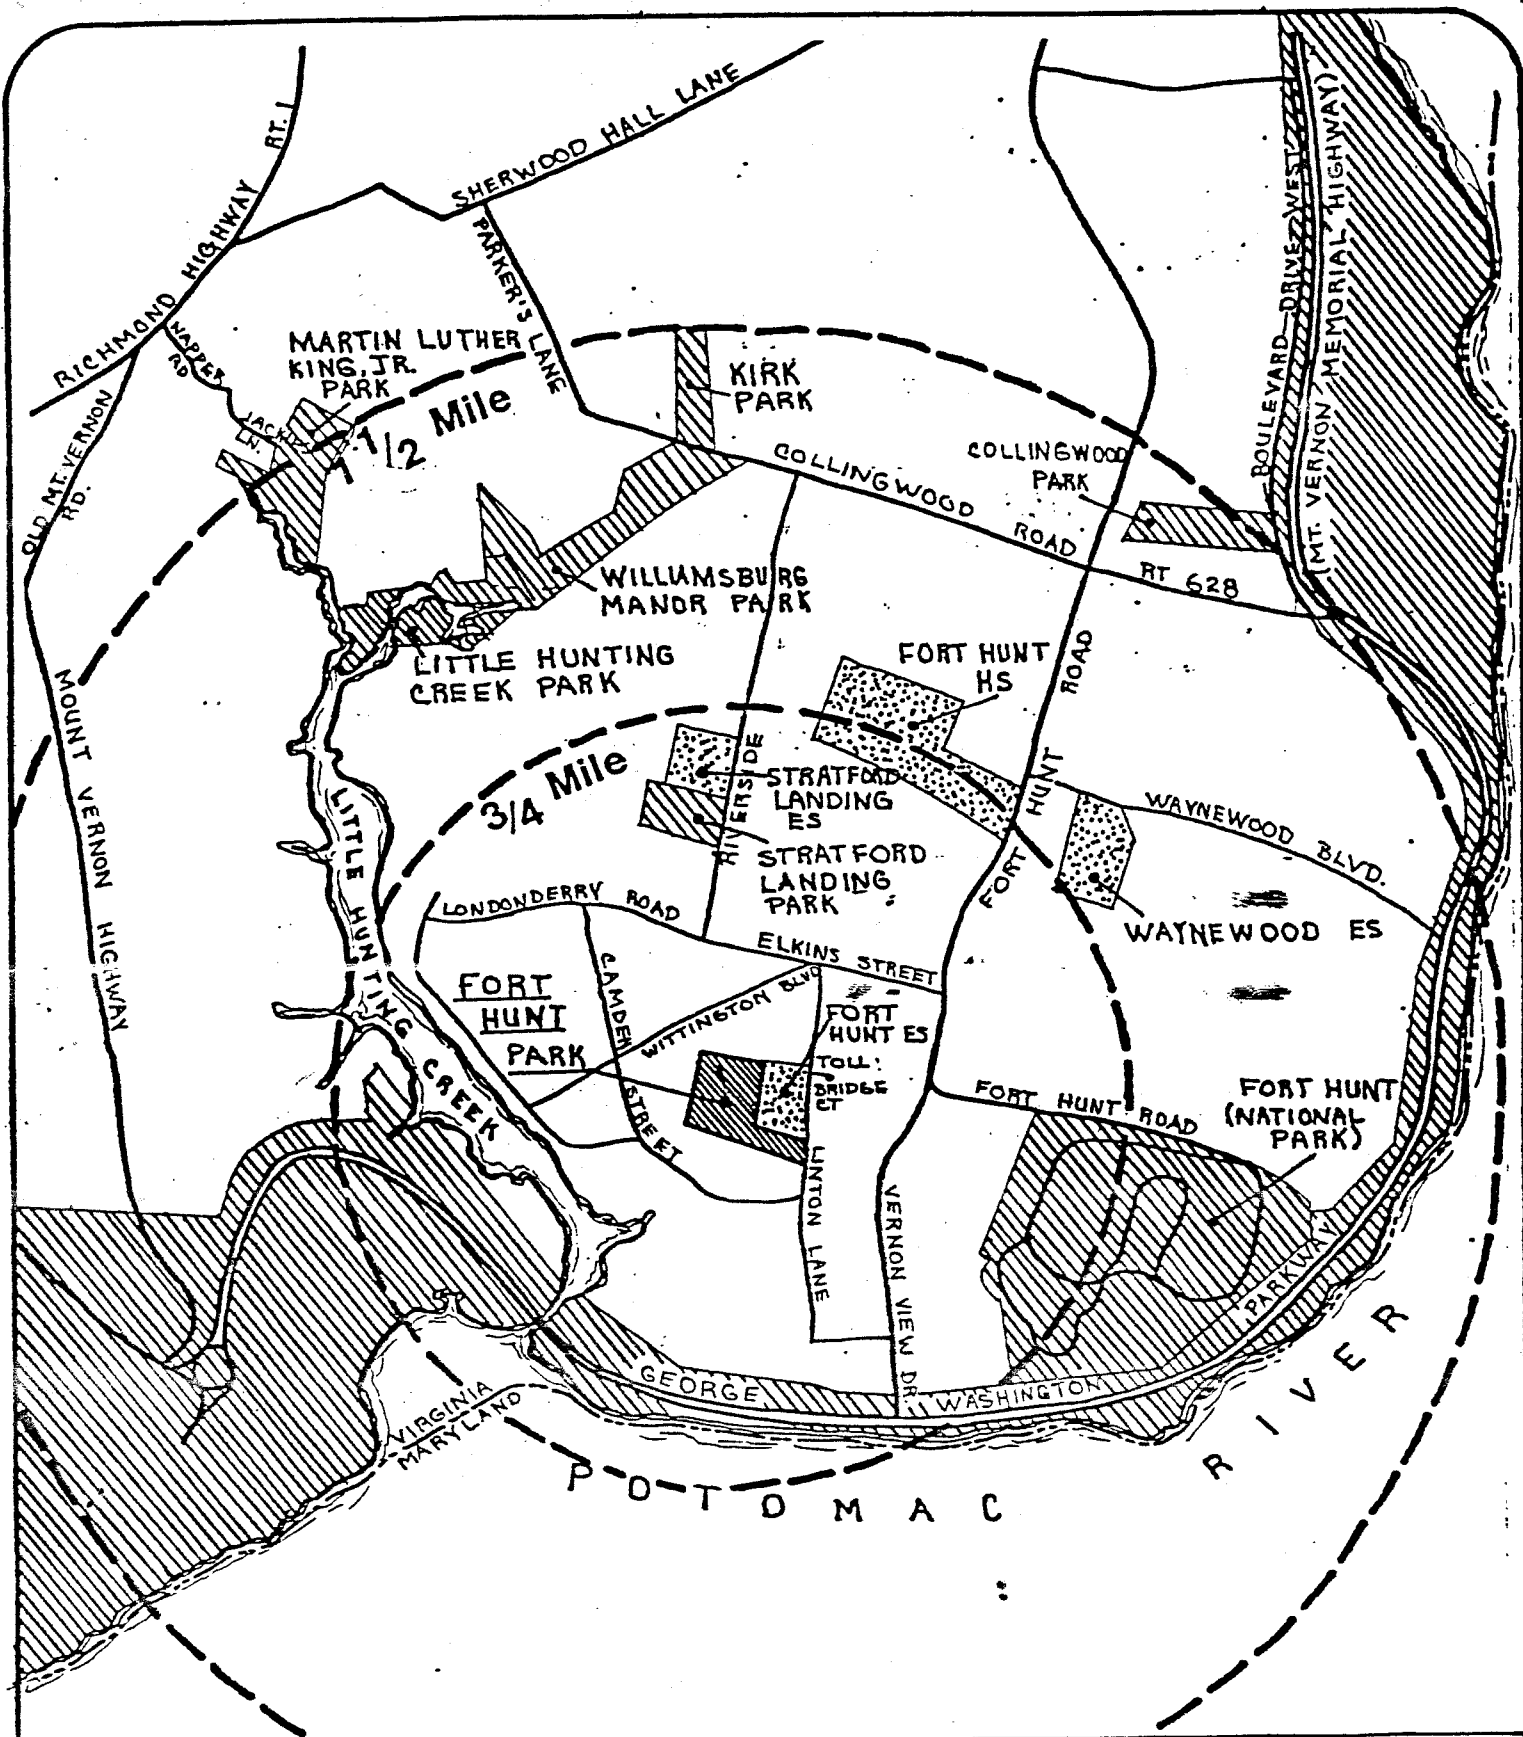 RT. 1
RICHMOND HIGHWAY
SHERWOOD HALL LANE
PARKER'S LANE
NAPPER
RD
OLD MT. VERNON
RD.
MARTIN LUTHER
KING, JR.
PARK
JACKIES
LN.
1/2 Mile
KIRK
PARK
COLLINGWOOD
PARK
BOULEVARD DRIVE WEST
(MT. VERNON MEMORIAL HIGHWAY)
COLLINGWOOD ROAD
RT 628
WILLIAMSBURG
MANOR PARK
LITTLE HUNTING
CREEK PARK
FORT HUNT
HS
FORT HUNT ROAD
3/4 Mile
RIVERSIDE
STRATFORD
LANDING
ES
STRATFORD
LANDING
PARK
WAYNEWOOD BLVD.
WAYNEWOOD ES
MOUNT VERNON HIGHWAY
LITTLE HUNTING CREEK
LONDONDERRY ROAD
ELKINS STREET
CAMDEN STREET
WITTINGTON BLVD
FORT
HUNT
PARK
FORT
HUNT ES
TOLL
BRIDGE
CT
LINTON LANE
VERNON VIEW DR.
FORT HUNT ROAD
FORT HUNT
(NATIONAL
PARK)
GEORGE WASHINGTON PARKWAY
VIRGINIA
MARYLAND
POTOMAC RIVER